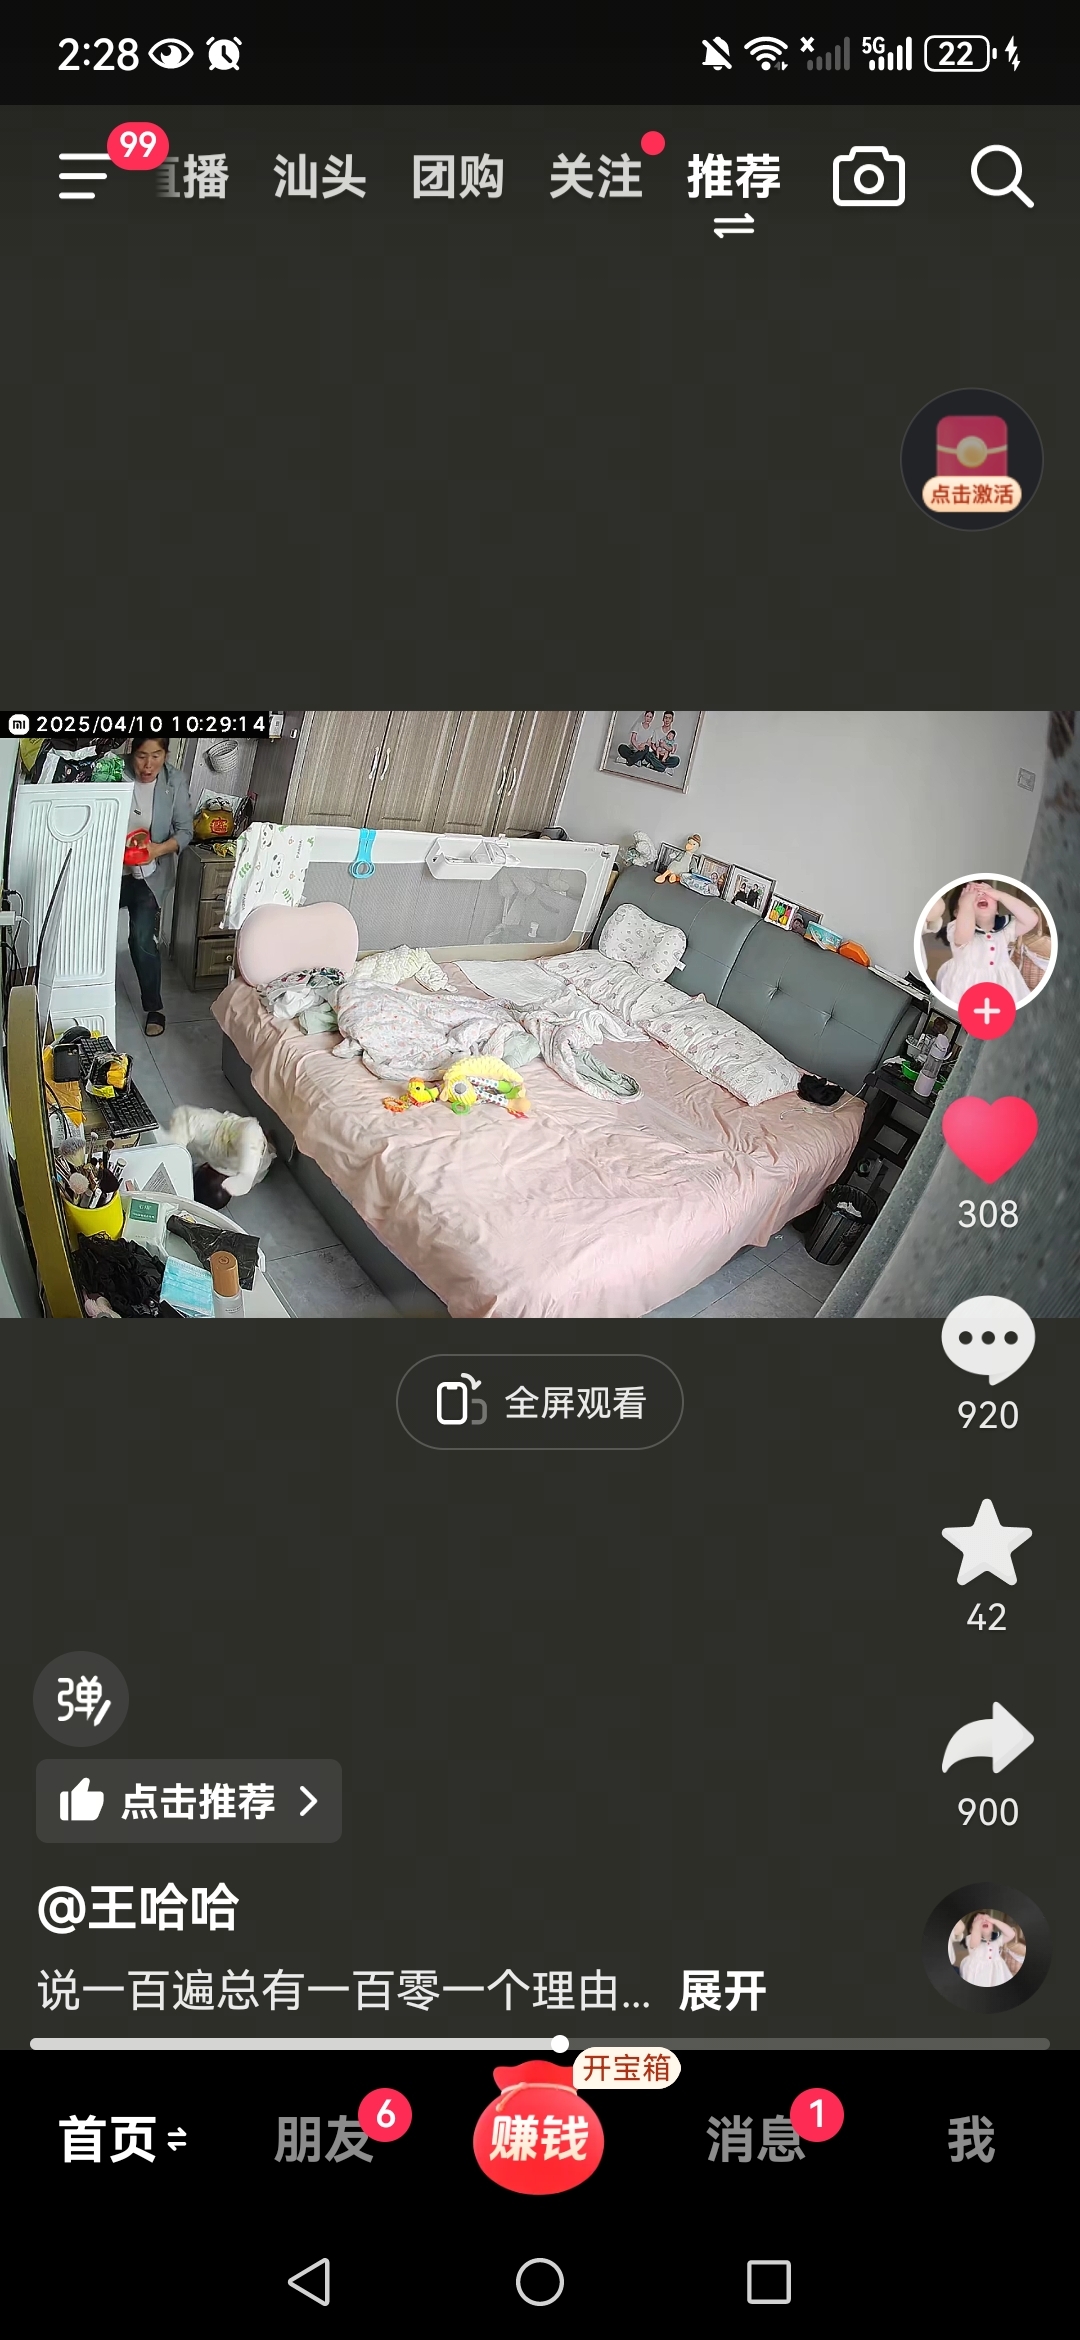 2:28
5G
22
99
直播 汕头 团购 关注 推荐
点击激活
2025/04/10 10:29:14
308
全屏观看
920
42
弹
点击推荐
900
@王哈哈
说一百遍总有一百零一个理由... 展开
开宝箱
首页 朋友 6 赚钱 消息 1 我